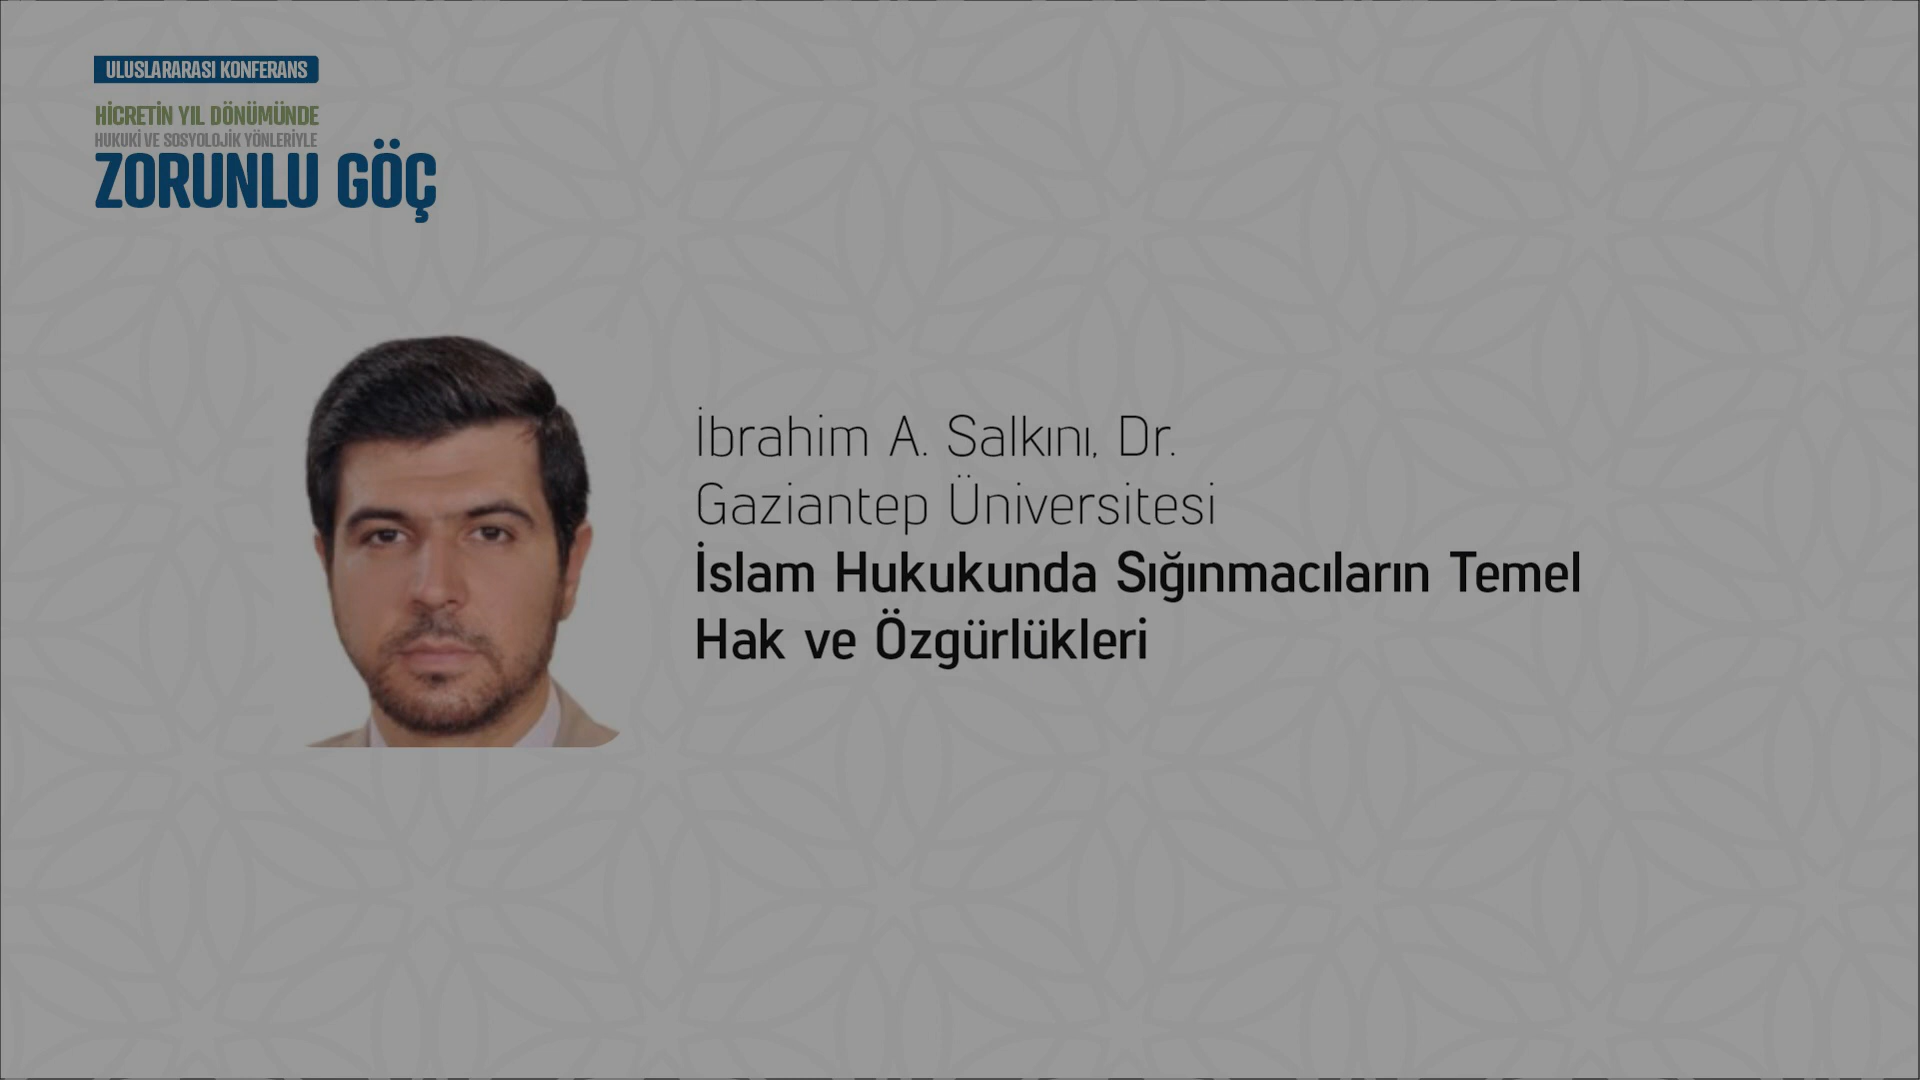 ULUSLARARASI KONFERANS
HİCRETİN YIL DÖNÜMÜNDE
HUKUKİ VE SOSYOLOJİK YÖNLERİYLE
ZORUNLU GÖÇ
İbrahim A. Salkını, Dr.
Gaziantep Üniversitesi
İslam Hukukunda Sığınmacıların Temel
Hak ve Özgürlükleri